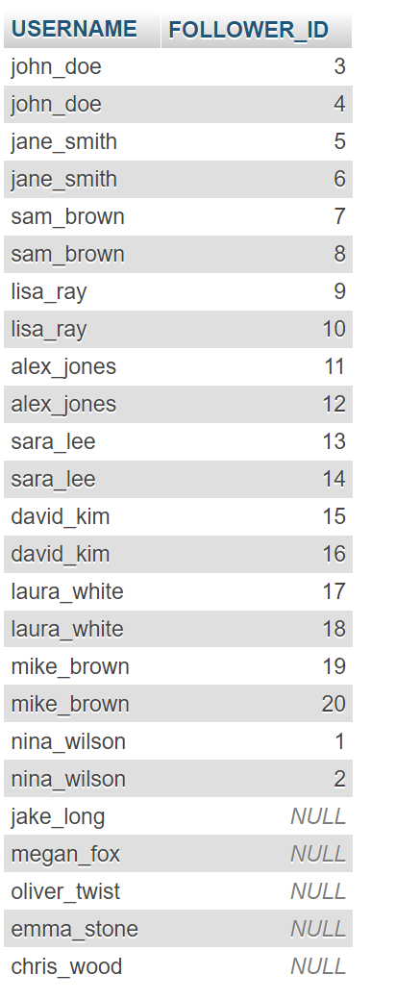 USERNAME FOLLOWER_ID
john_doe 3
john_doe 4
jane_smith 5
jane_smith 6
sam_brown 7
sam_brown 8
lisa_ray 9
lisa_ray 10
alex_jones 11
alex_jones 12
sara_lee 13
sara_lee 14
david_kim 15
david_kim 16
laura_white 17
laura_white 18
mike_brown 19
mike_brown 20
nina_wilson 1
nina_wilson 2
jake_long NULL
megan_fox NULL
oliver_twist NULL
emma_stone NULL
chris_wood NULL